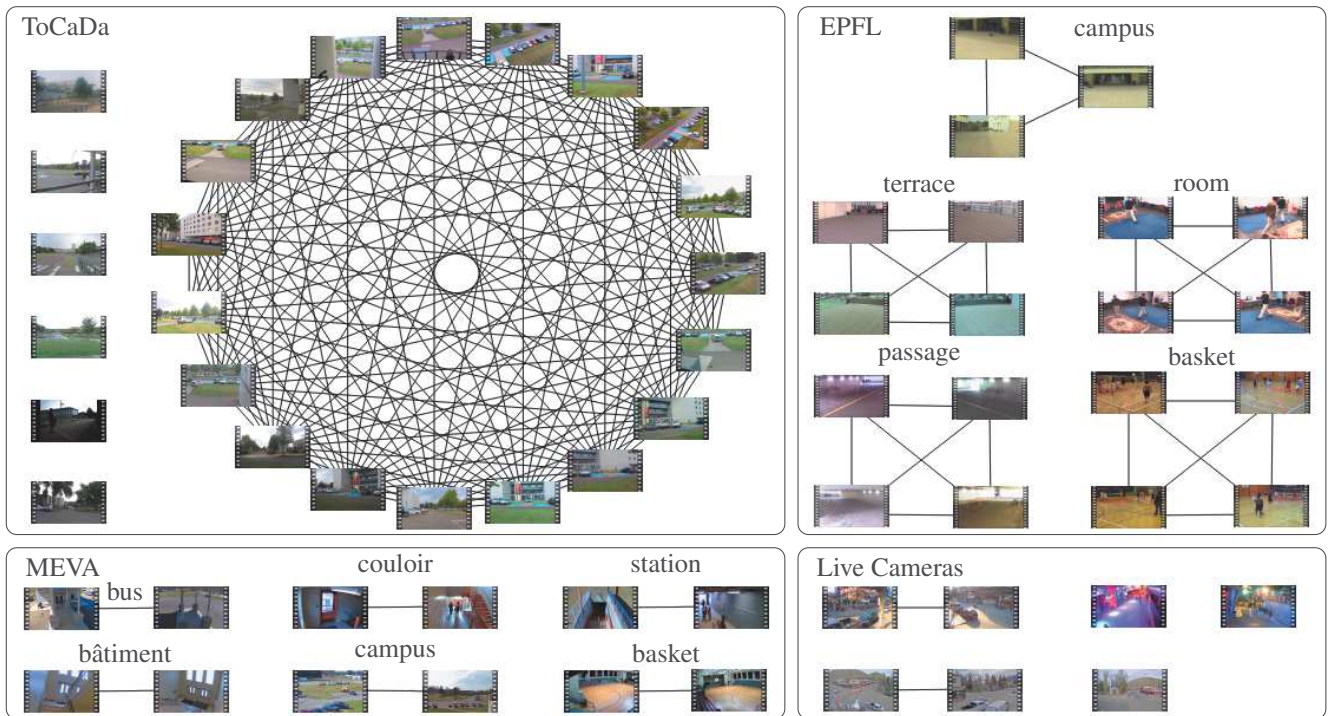 ToCaDa
EPFL
campus
terrace
room
passage
basket
MEVA
bus
couloir
station
bâtiment
campus
basket
Live Cameras